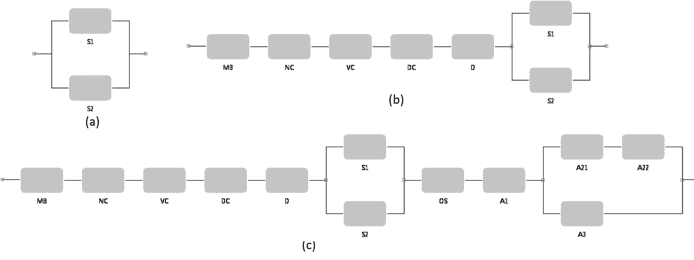 S1
S2
(a)
S1
MB NC VC DC D
S2
(b)
S1
A21 A22
MB NC VC DC D OS A1
S2
A3
(c)